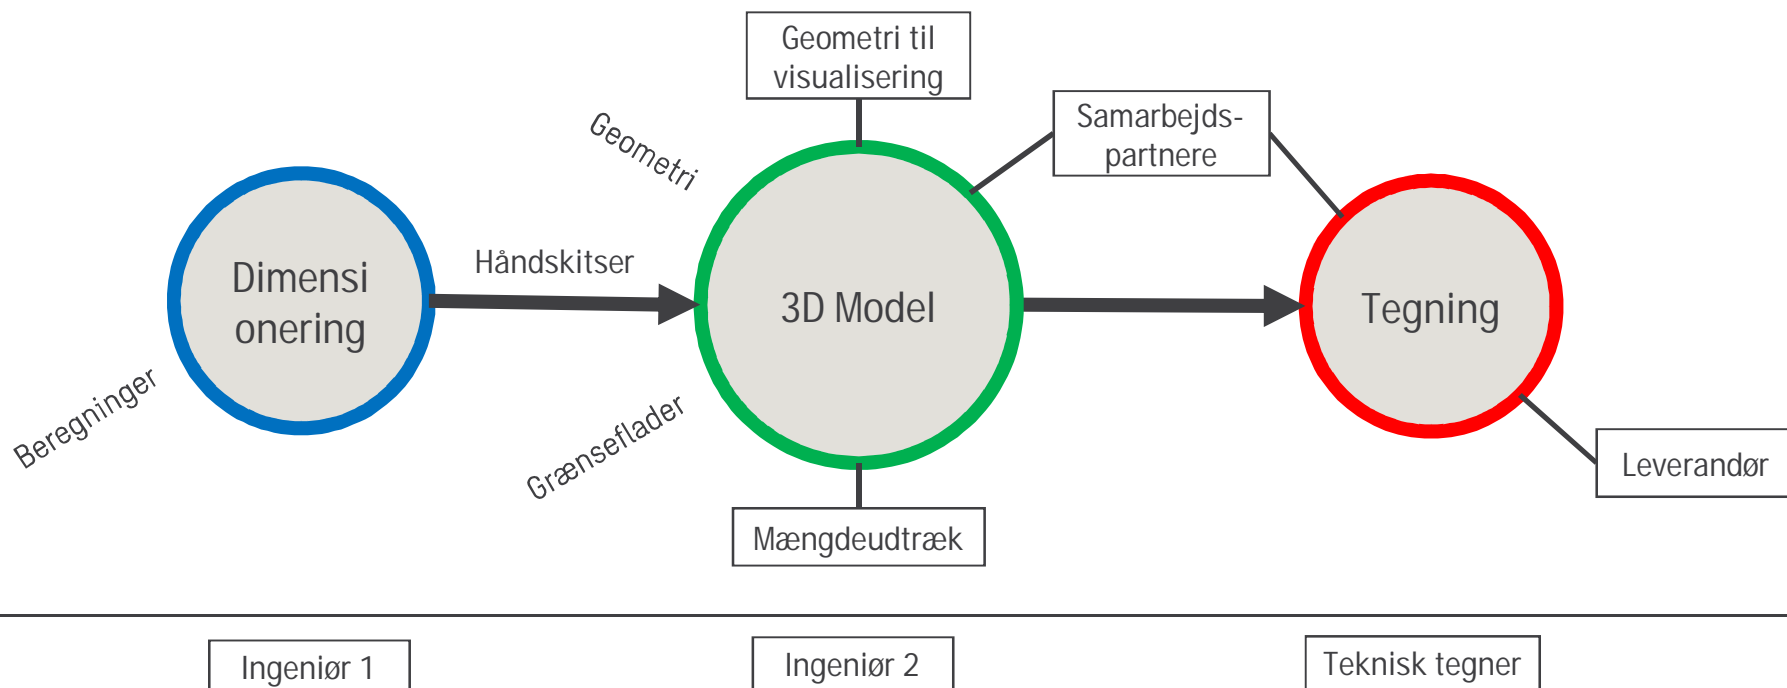 Geometri til
visualisering
Samarbejds-
partnere
Geometri
Håndskitser
Dimensi
onering
3D Model
Tegning
Beregninger
Grænseflader
Leverandør
Mængdeudtræk
Ingeniør 1
Ingeniør 2
Teknisk tegner